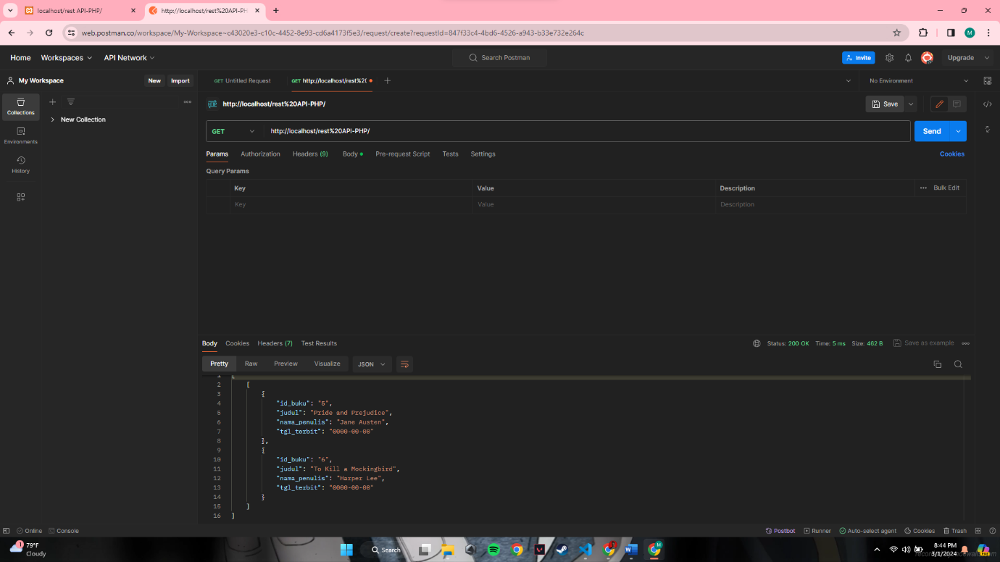 localhost/rest API-PHP/
http://localhost/rest%20API-PH
web.postman.co/workspace/My-Workspace~c43020e3-c10c-4452-8e93-cd6a4173f5e3/request/create?requestId=847f33c4-4bd6-4526-a943-b33e732e264c
M
Home Workspaces API Network Search Postman Invite Upgrade
My Workspace New Import GET Untitled Request GET http://localhost/rest%2( No Environment
Collections
New Collection
Environments
History
HTTP http://localhost/rest%20API-PHP/ Save
GET http://localhost/rest%20API-PHP/ Send
Params Authorization Headers (9) Body Pre-request Script Tests Settings Cookies
Query Params
Key Value Description Bulk Edit
Key Value Description
Body Cookies Headers (7) Test Results Status: 200 OK Time: 5 ms Size: 462 B Save as example
Pretty Raw Preview Visualize JSON
1 [
2 [
3 {
4 "id_buku": "5",
5 "judul": "Pride and Prejudice",
6 "nama_penulis": "Jane Austen",
7 "tgl_terbit": "0000-00-00"
8 },
9 {
10 "id_buku": "6",
11 "judul": "To Kill a Mockingbird",
12 "nama_penulis": "Harper Lee",
13 "tgl_terbit": "0000-00-00"
14 }
15 ]
16 ]
Online Console Postbot Runner Auto-select agent Cookies Trash
1
79°F
Cloudy
Search
M
8:44 PM
3/1/2024